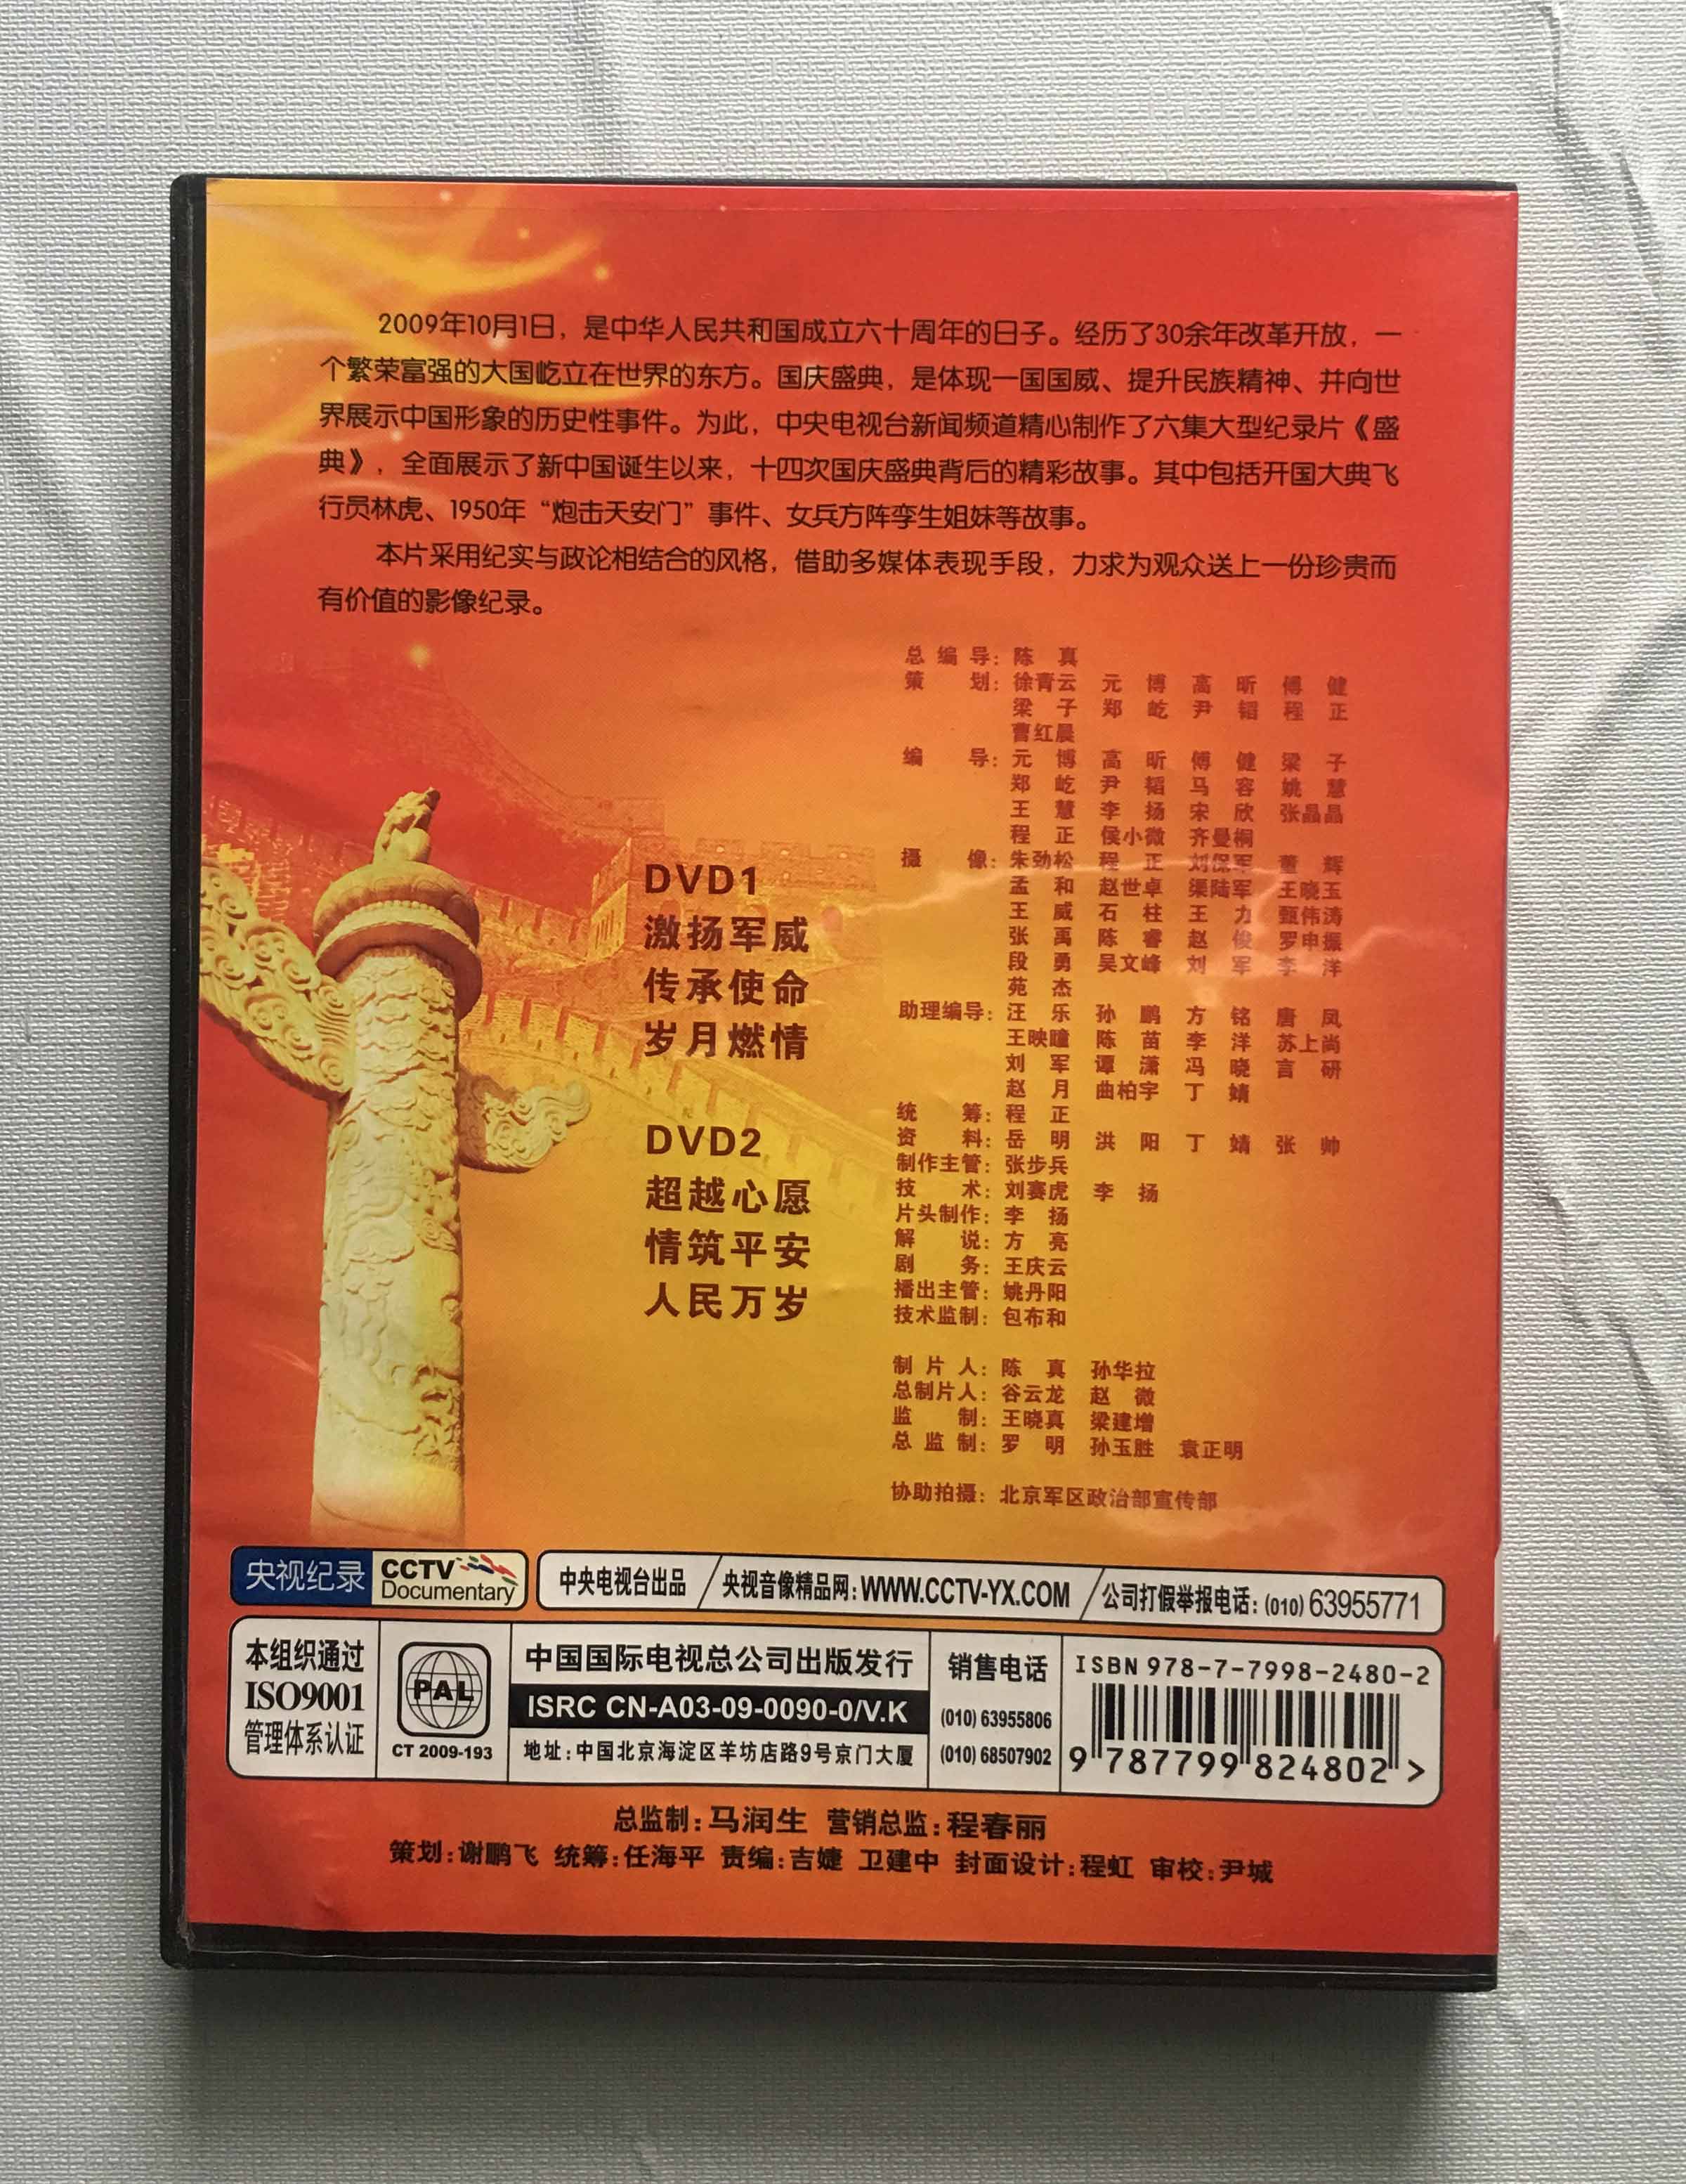 2009年10月1日，是中华人民共和国成立六十周年的日子。经历了30余年改革开放，一
个繁荣富强的大国屹立在世界的东方。国庆盛典，是体现一国国威、提升民族精神、并向世
界展示中国形象的历史性事件。为此，中央电视台新闻频道精心制作了六集大型纪录片《盛
典》，全面展示了新中国诞生以来，十四次国庆盛典背后的精彩故事。其中包括开国大典飞
行员林虎、1950年“炮击天安门”事件、女兵方阵孪生姐妹等故事。
本片采用纪实与政论相结合的风格，借助多媒体表现手段，力求为观众送上一份珍贵而
有价值的影像纪录。
DVD1
激扬军威
传承使命
岁月燃情
DVD2
超越心愿
情筑平安
人民万岁
总编导：陈 真
策 划：徐青云 元 博 高 昕 傅 健
梁 子 郑 屹 尹 韬 程 正
曹红晨
编 导：元 博 高 昕 傅 健 梁 子
郑 屹 尹 韬 马 容 姚 慧
王 慧 李 扬 宋 欣 张晶晶
程 正 侯小微 齐曼桐
摄 像：朱劲松 程 正 刘保军 董 辉
孟 和 赵世卓 渠陆军 王晓玉
王 威 石 柱 王 力 甄伟涛
张 禹 陈 睿 赵 俊 罗申振
段 勇 吴文峰 刘 军 李 洋
苑 杰
助理编导：汪 乐 孙 鹏 方 铭 唐 凤
王映瞳 陈 苗 李 洋 苏上尚
刘 军 谭 潇 冯 晓 言 研
赵 月 曲柏宇 丁 婧
统 筹：程 正
资 料：岳 明 洪 阳 丁 婧 张 帅
制作主管：张步兵
技 术：刘赛虎 李 扬
片头制作：李 扬
解 说：方 亮
剧 务：王庆云
播出主管：姚丹阳
技术监制：包布和
制 片 人：陈 真 孙华拉
总制片人：谷云龙 赵 微
监 制：王晓真 梁建增
总 监 制：罗 明 孙玉胜 袁正明
协助拍摄：北京军区政治部宣传部
央视纪录 CCTV Documentary
中央电视台出品 / 央视音像精品网：WWW.CCTV-YX.COM / 公司打假举报电话：(010) 63955771
本组织通过
ISO9001
管理体系认证
PAL
CT 2009-193
中国国际电视总公司出版发行
ISRC CN-A03-09-0090-0/V.K
地址：中国北京海淀区羊坊店路9号京门大厦
销售电话
(010) 63955806
(010) 68507902
ISBN 978-7-7998-2480-2
9 787799 824802 >
总监制：马润生 营销总监：程春丽
策划：谢鹏飞 统筹：任海平 责编：吉婕 卫建中 封面设计：程虹 审校：尹城